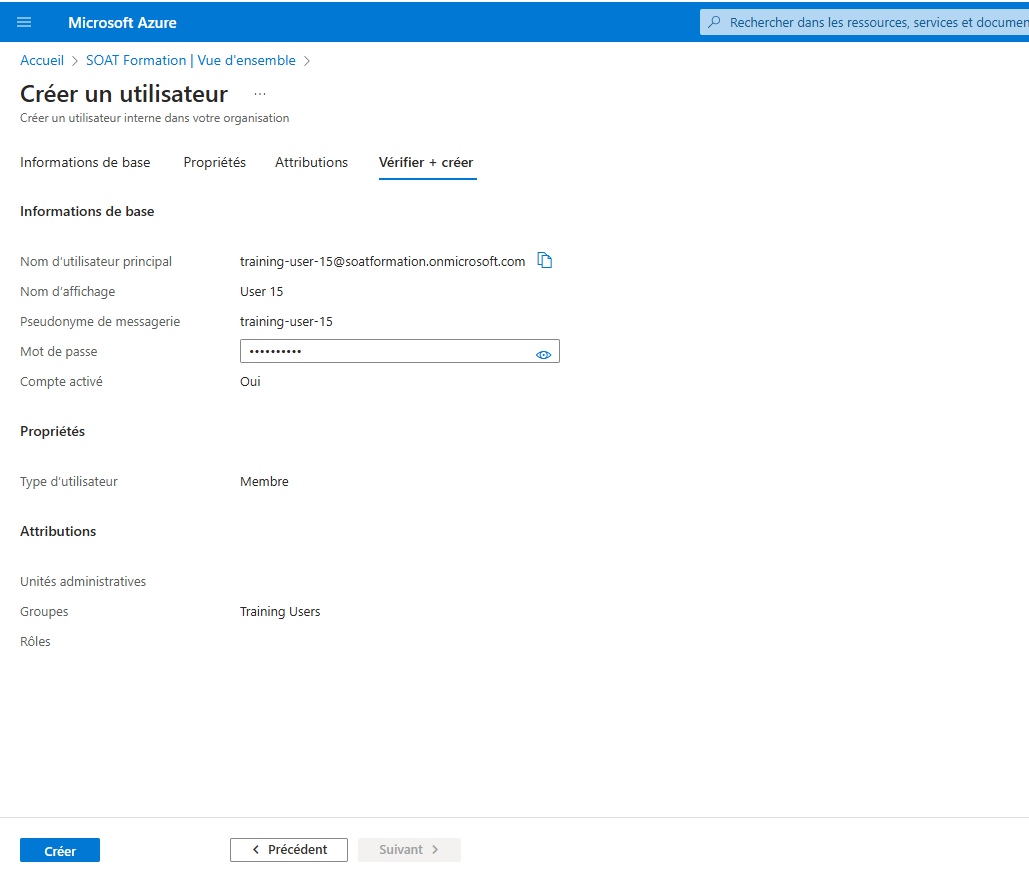 Microsoft Azure
Rechercher dans les ressources, services et documen
Accueil > SOAT Formation | Vue d'ensemble >
Créer un utilisateur ...
Créer un utilisateur interne dans votre organisation
Informations de base Propriétés Attributions Vérifier + créer
Informations de base
Nom d'utilisateur principal training-user-15@soatformation.onmicrosoft.com
Nom d'affichage User 15
Pseudonyme de messagerie training-user-15
Mot de passe ••••••••••
Compte activé Oui
Propriétés
Type d'utilisateur Membre
Attributions
Unités administratives
Groupes Training Users
Rôles
Créer < Précédent Suivant >